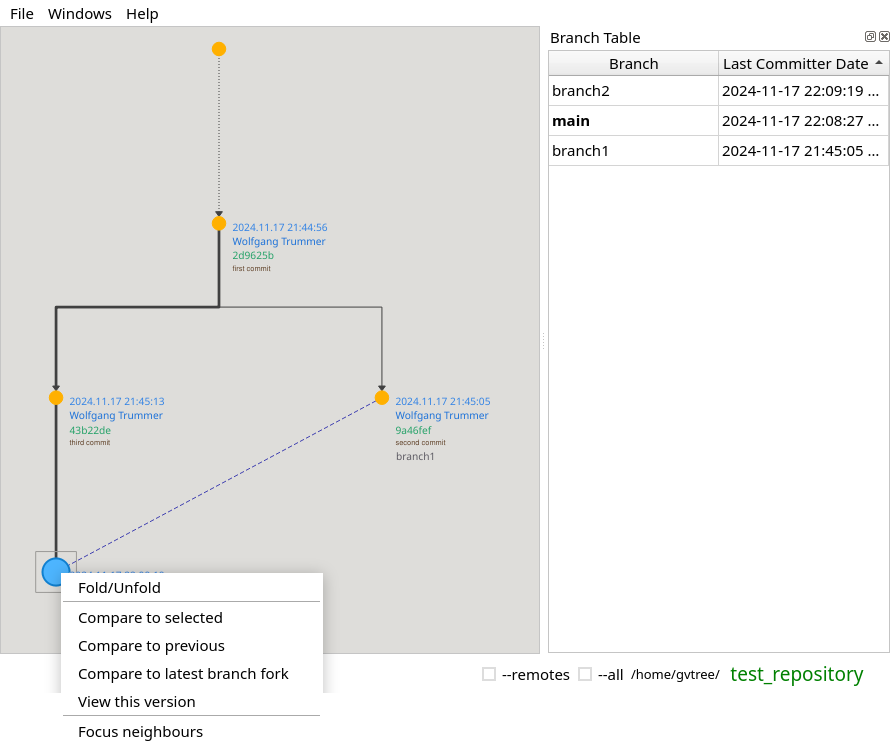 File Windows Help
Branch Table
Branch Last Committer Date
branch2 2024-11-17 22:09:19 ...
main 2024-11-17 22:08:27 ...
branch1 2024-11-17 21:45:05 ...
2024.11.17 21:44:56
Wolfgang Trummer
2d9625b
first commit
2024.11.17 21:45:13
Wolfgang Trummer
43b22de
third commit
2024.11.17 21:45:05
Wolfgang Trummer
9a46fef
second commit
branch1
Fold/Unfold
Compare to selected
Compare to previous
Compare to latest branch fork
View this version
Focus neighbours
--remotes --all /home/gvtree/ test_repository